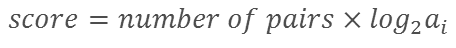 score = number of pairs × log₂aᵢ